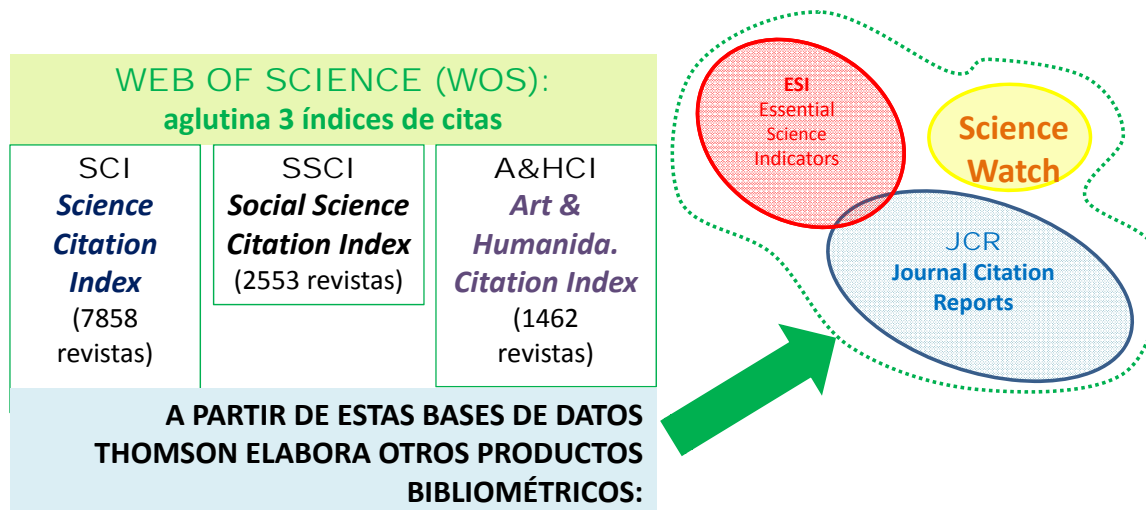 WEB OF SCIENCE (WOS):
aglutina 3 índices de citas
SCI
Science
Citation
Index
(7858
revistas)
SSCI
Social Science
Citation Index
(2553 revistas)
A&HCI
Art &
Humanida.
Citation Index
(1462
revistas)
A PARTIR DE ESTAS BASES DE DATOS
THOMSON ELABORA OTROS PRODUCTOS
BIBLIOMÉTRICOS:
ESI
Essential
Science
Indicators
Science
Watch
JCR
Journal Citation
Reports